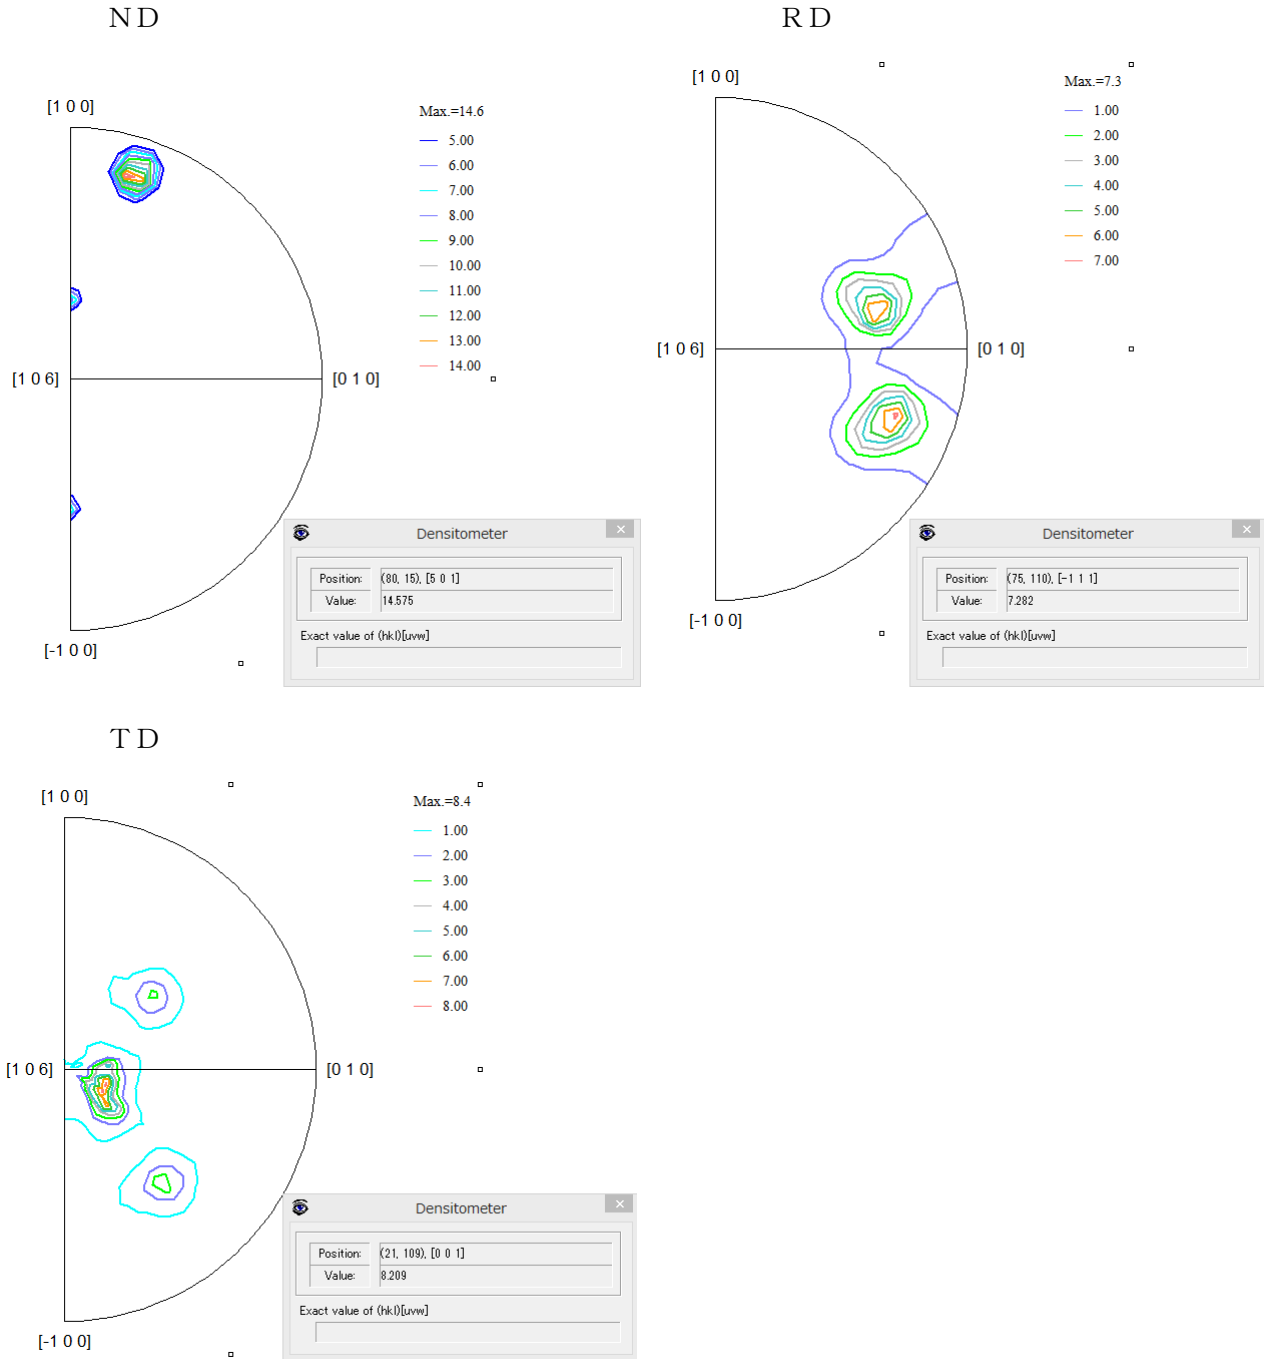 ＮＤ
[1 0 0]
Max.=14.6
5.00
6.00
7.00
8.00
9.00
10.00
11.00
12.00
13.00
14.00
[1 0 6]
[0 1 0]
[-1 0 0]
Densitometer
Position:
(80, 15), [5 0 1]
Value:
14.575
Exact value of (hkl)[uvw]
ＲＤ
[1 0 0]
Max.=7.3
1.00
2.00
3.00
4.00
5.00
6.00
7.00
[1 0 6]
[0 1 0]
[-1 0 0]
Densitometer
Position:
(75, 110), [-1 1 1]
Value:
7.282
Exact value of (hkl)[uvw]
ＴＤ
[1 0 0]
Max.=8.4
1.00
2.00
3.00
4.00
5.00
6.00
7.00
8.00
[1 0 6]
[0 1 0]
[-1 0 0]
Densitometer
Position:
(21, 109), [0 0 1]
Value:
8.209
Exact value of (hkl)[uvw]